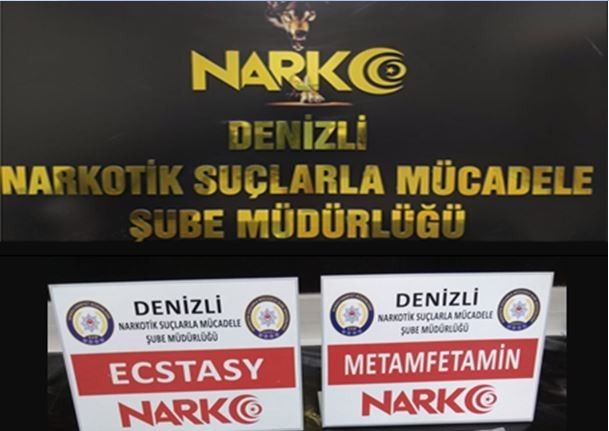 NARKO
DENİZLİ
NARKOTİK SUÇLARLA MÜCADELE
ŞUBE MÜDÜRLÜĞÜ
DENİZLİ
NARKOTİK SUÇLARLA MÜCADELE
ŞUBE MÜDÜRLÜĞÜ
ECSTASY
NARKO
DENİZLİ
NARKOTİK SUÇLARLA MÜCADELE
ŞUBE MÜDÜRLÜĞÜ
METAMFETAMİN
NARKO